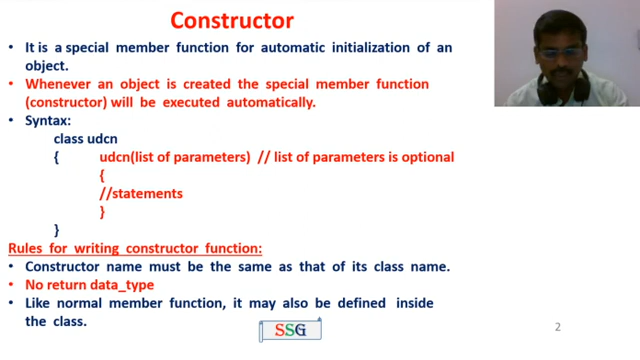 Constructor
• It is a special member function for automatic initialization of an
object.
• Whenever an object is created the special member function
(constructor) will be executed automatically.
• Syntax:
class udcn
{ udcn(list of parameters) // list of parameters is optional
{
//statements
}
}
Rules for writing constructor function:
• Constructor name must be the same as that of its class name.
• No return data_type
• Like normal member function, it may also be defined inside
the class.
SSG
2